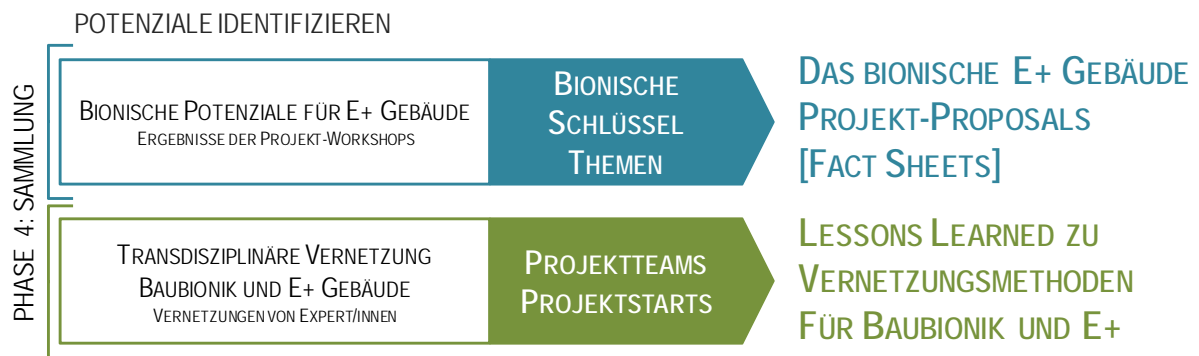 POTENZIALE IDENTIFIZIEREN
PHASE 4: SAMMLUNG
BIONISCHE POTENZIALE FÜR E+ GEBÄUDE
ERGEBNISSE DER PROJEKT-WORKSHOPS
BIONISCHE
SCHLÜSSEL
THEMEN
DAS BIONISCHE E+ GEBÄUDE
PROJEKT-PROPOSALS
[FACT SHEETS]
TRANSDISZIPLINÄRE VERNETZUNG
BAUBIONIK UND E+ GEBÄUDE
VERNETZUNGEN VON EXPERT/INNEN
PROJEKTTEAMS
PROJEKTSTARTS
LESSONS LEARNED ZU
VERNETZUNGSMETHODEN
FÜR BAUBIONIK UND E+